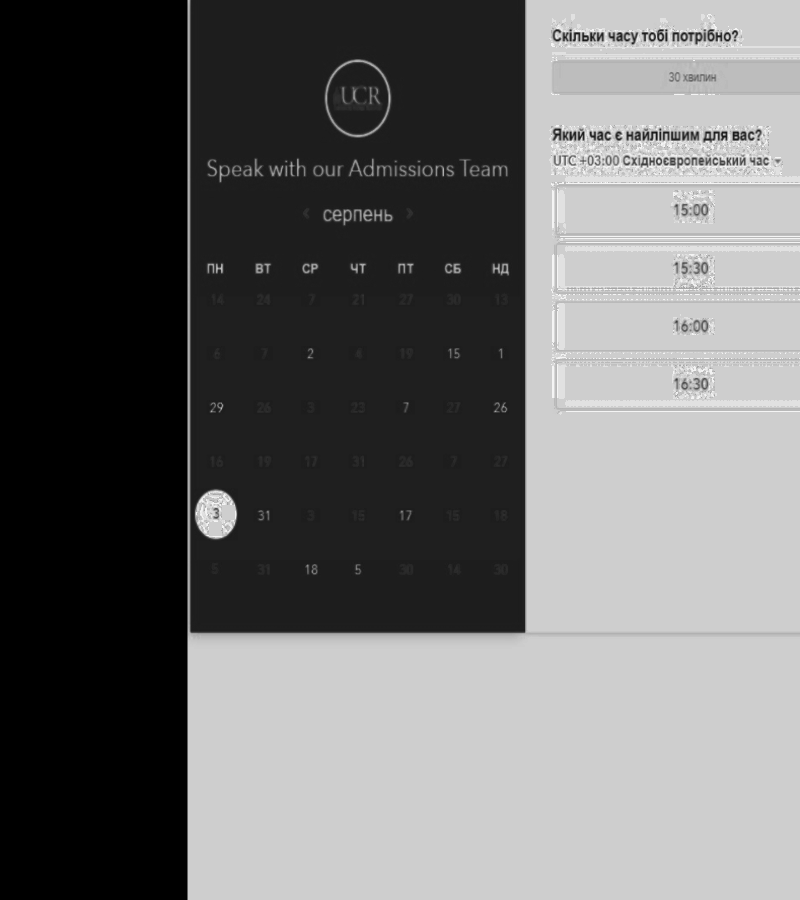 UCR
Speak with our Admissions Team
серпень
ПН ВТ СР ЧТ ПТ СБ НД
14 24 7 21 27 30 13
6 7 2 4 19 15 1
29 26 3 23 7 27 26
16 19 17 31 26 7 27
3 31 3 15 17 15 18
5 31 18 5 30 14 30
Скільки часу тобі потрібно?
30 хвилин
Який час є найліпшим для вас?
UTC +03:00 Східноєвропейський час
15:00
15:30
16:00
16:30